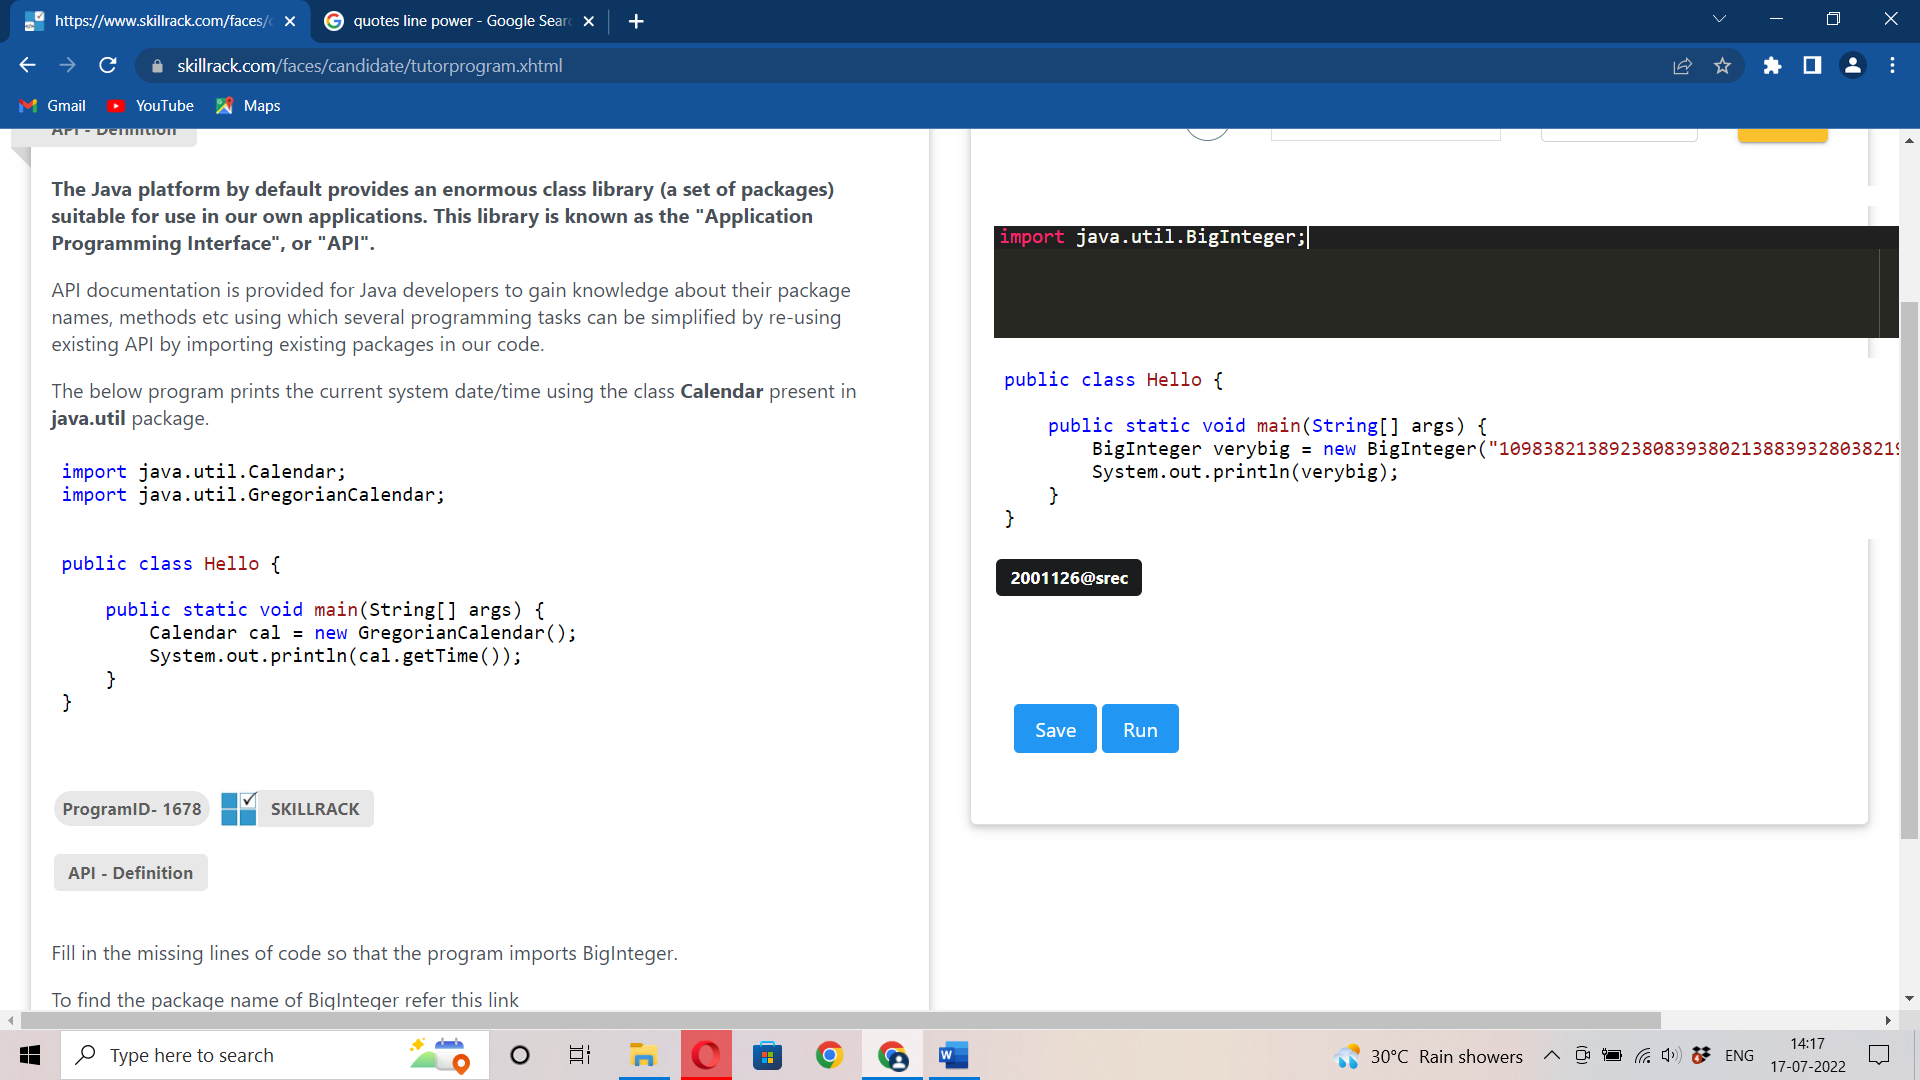 https://www.skillrack.com/faces/c
quotes line power - Google Sear
skillrack.com/faces/candidate/tutorprogram.xhtml
Gmail
YouTube
Maps
API - Definition
The Java platform by default provides an enormous class library (a set of packages)
suitable for use in our own applications. This library is known as the "Application
Programming Interface", or "API".
API documentation is provided for Java developers to gain knowledge about their package
names, methods etc using which several programming tasks can be simplified by re-using
existing API by importing existing packages in our code.
The below program prints the current system date/time using the class Calendar present in
java.util package.
import java.util.Calendar;
import java.util.GregorianCalendar;
public class Hello {
public static void main(String[] args) {
Calendar cal = new GregorianCalendar();
System.out.println(cal.getTime());
}
}
ProgramID- 1678
SKILLRACK
API - Definition
Fill in the missing lines of code so that the program imports BigInteger.
To find the package name of BigInteger refer this link
import java.util.BigInteger;
public class Hello {
public static void main(String[] args) {
BigInteger verybig = new BigInteger("1098382138923808393802138839328038219
System.out.println(verybig);
}
}
2001126@srec
Save
Run
Type here to search
30°C Rain showers
ENG
14:17
17-07-2022